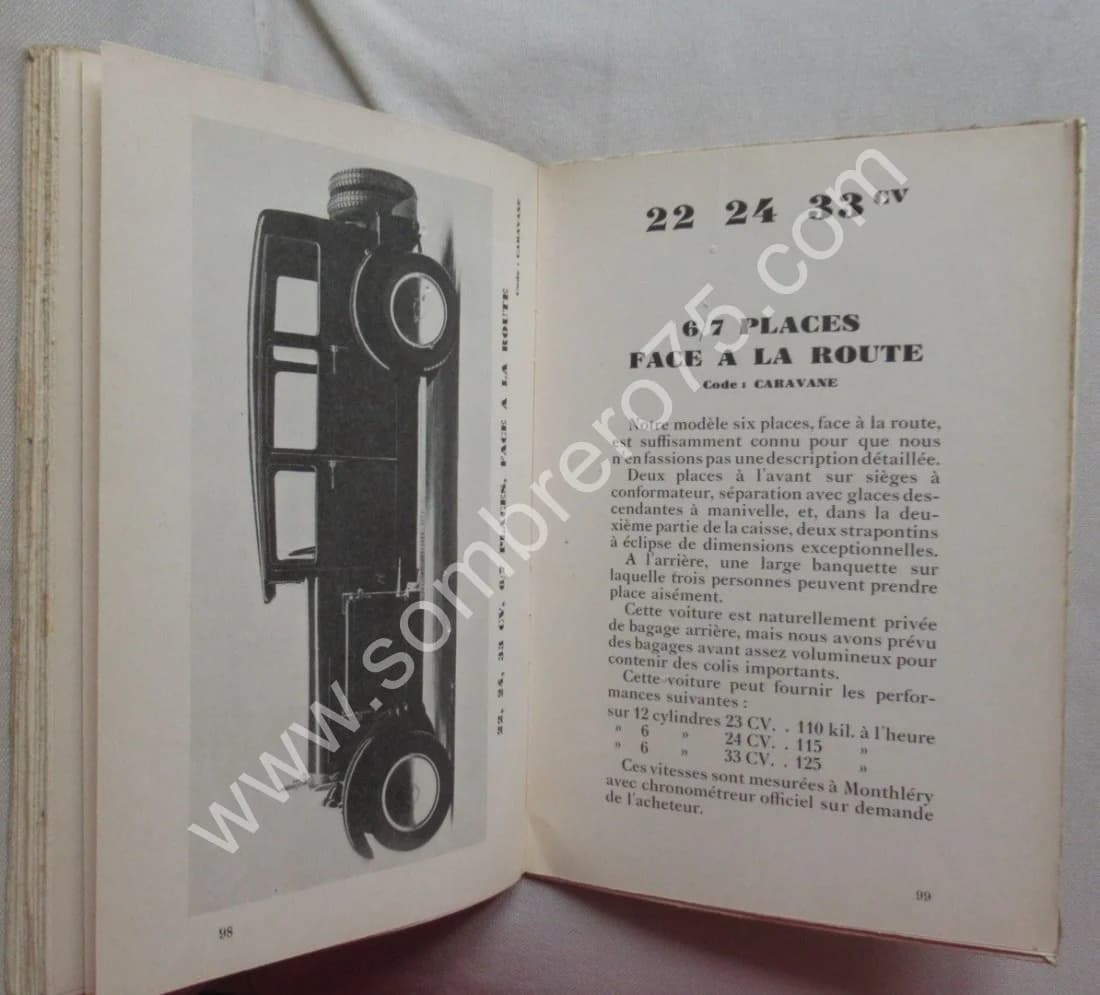 22, 24, 33 CV, 6/7 PLACES, FACE A LA ROUTE
Code : CARAVANE
98
22 24 33 CV
6/7 PLACES
FACE A LA ROUTE
Code : CARAVANE
Notre modèle six places, face à la route,
est suffisamment connu pour que nous
n'en fassions pas une description détaillée.
Deux places à l'avant sur sièges à
conformateur, séparation avec glaces des-
cendantes à manivelle, et, dans la deu-
xième partie de la caisse, deux strapontins
à éclipse de dimensions exceptionnelles.
A l'arrière, une large banquette sur
laquelle trois personnes peuvent prendre
place aisément.
Cette voiture est naturellement privée
de bagage arrière, mais nous avons prévu
des bagages avant assez volumineux pour
contenir des colis importants.
Cette voiture peut fournir les perfor-
mances suivantes :
sur 12 cylindres 23 CV. . 110 kil. à l'heure
» 6 » 24 CV. . 115 »
» 6 » 33 CV. . 125 »
Ces vitesses sont mesurées à Monthléry
avec chronométreur officiel sur demande
de l'acheteur.
99
www.sombrero75.com